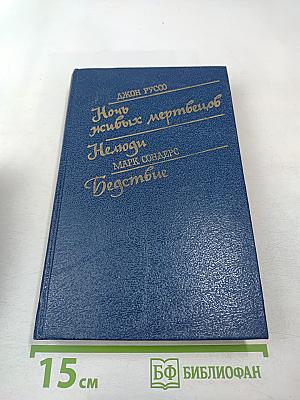 ДЖОН РУССО
Ночь
живых мертвецов
Нелюди
МАРК СОНДЕРС
Бедствие
15 см
БФ БИБЛИОФАН